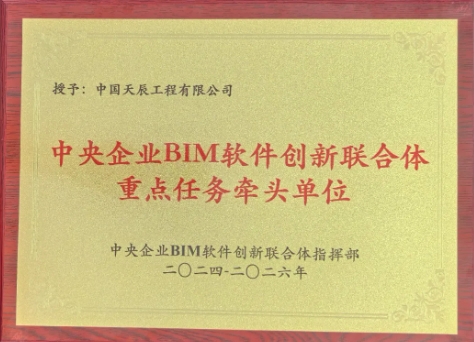 授予：中国天辰工程有限公司
中央企业BIM软件创新联合体
重点任务牵头单位
中央企业BIM软件创新联合体指挥部
二〇二四-二〇二六年